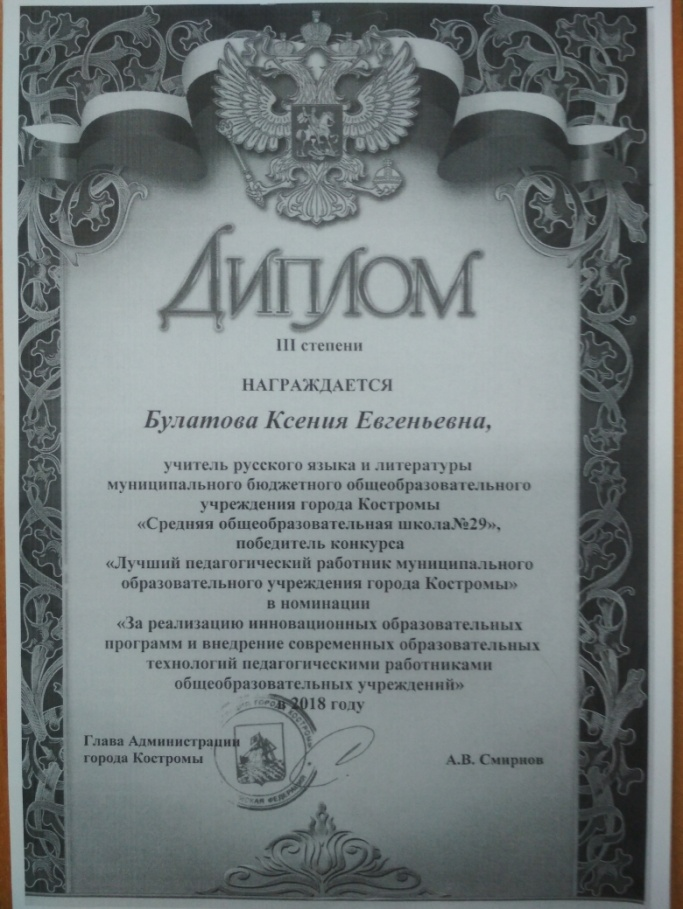 Диплом
III степени
НАГРАЖДАЕТСЯ
Булатова Ксения Евгеньевна,
учитель русского языка и литературы
муниципального бюджетного общеобразовательного
учреждения города Костромы
«Средняя общеобразовательная школа№29»,
победитель конкурса
«Лучший педагогический работник муниципального
образовательного учреждения города Костромы»
в номинации
«За реализацию инновационных образовательных
программ и внедрение современных образовательных
технологий педагогическими работниками
общеобразовательных учреждений»
в 2018 году
Глава Администрации
города Костромы
А.В. Смирнов